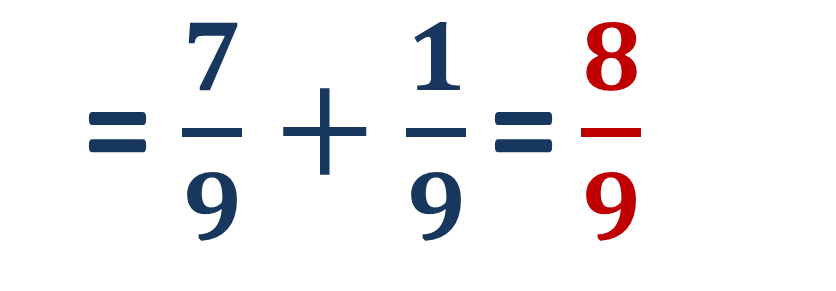 = 7/9 + 1/9 = 8/9